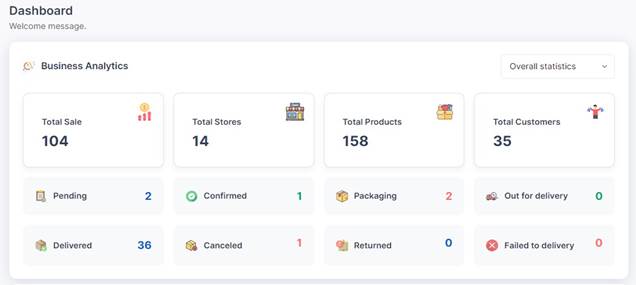 Dashboard
Welcome message.
Business Analytics
Overall statistics
Total Sale
104
Total Stores
14
Total Products
158
Total Customers
35
Pending 2
Confirmed 1
Packaging 2
Out for delivery 0
Delivered 36
Canceled 1
Returned 0
Failed to delivery 0